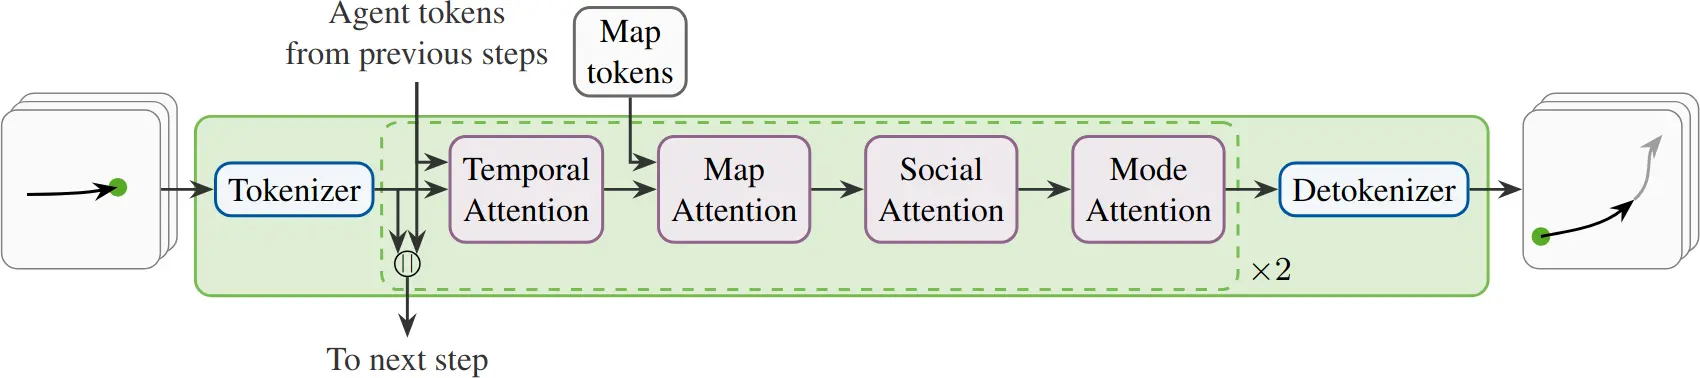 Agent tokens
from previous steps
Map
tokens
Tokenizer
Temporal
Attention
Map
Attention
Social
Attention
Mode
Attention
Detokenizer
||
×2
To next step